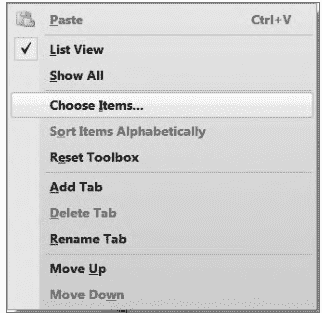 Paste Ctrl+V
List View
Show All
Choose Items...
Sort Items Alphabetically
Reset Toolbox
Add Tab
Delete Tab
Rename Tab
Move Up
Move Down